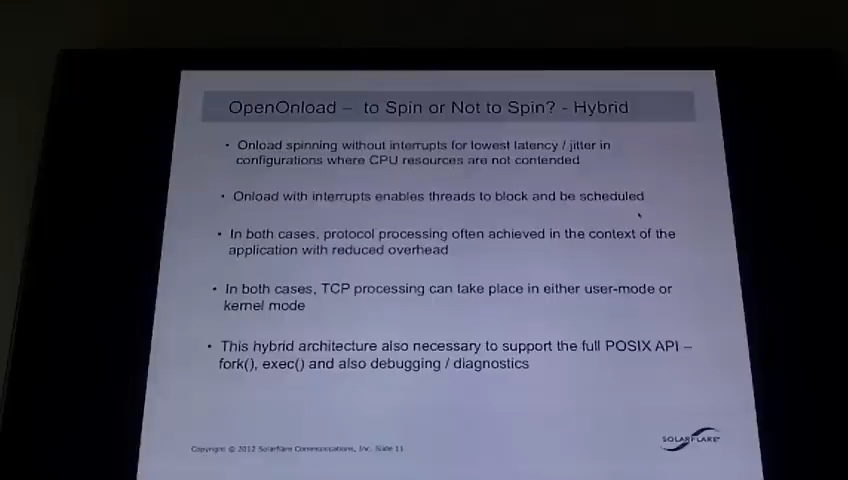 OpenOnload – to Spin or Not to Spin? - Hybrid
• Onload spinning without interrupts for lowest latency / jitter in
configurations where CPU resources are not contended
• Onload with interrupts enables threads to block and be scheduled
• In both cases, protocol processing often achieved in the context of the
application with reduced overhead
• In both cases, TCP processing can take place in either user-mode or
kernel mode
• This hybrid architecture also necessary to support the full POSIX API –
fork(), exec() and also debugging / diagnostics
Copyright © 2012 Solarflare Communications, Inc. Slide 11
SOLARFLARE